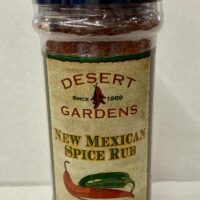 DESERT
SINCE 1989
GARDENS
NEW MEXICAN
SPICE RUB